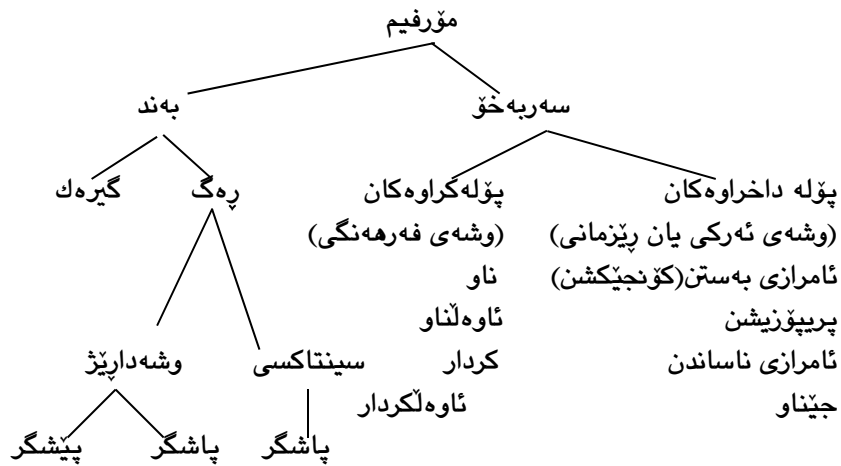 مۆرفیم
سەربەخۆ
بەند
پۆلە داخراوەکان
پۆلەکراوەکان
ڕەگ
گیرەك
(وشەی ئەرکی یان ڕێزمانی)
(وشەی فەرهەنگی)
ئامرازی بەستن(کۆنجێکشن)
ناو
پریپۆزیشن
ئاوەڵناو
ئامرازی ناساندن
کردار
سینتاکسی
وشەداڕێژ
جێناو
ئاوەڵکردار
پاشگر
پاشگر
پێشگر